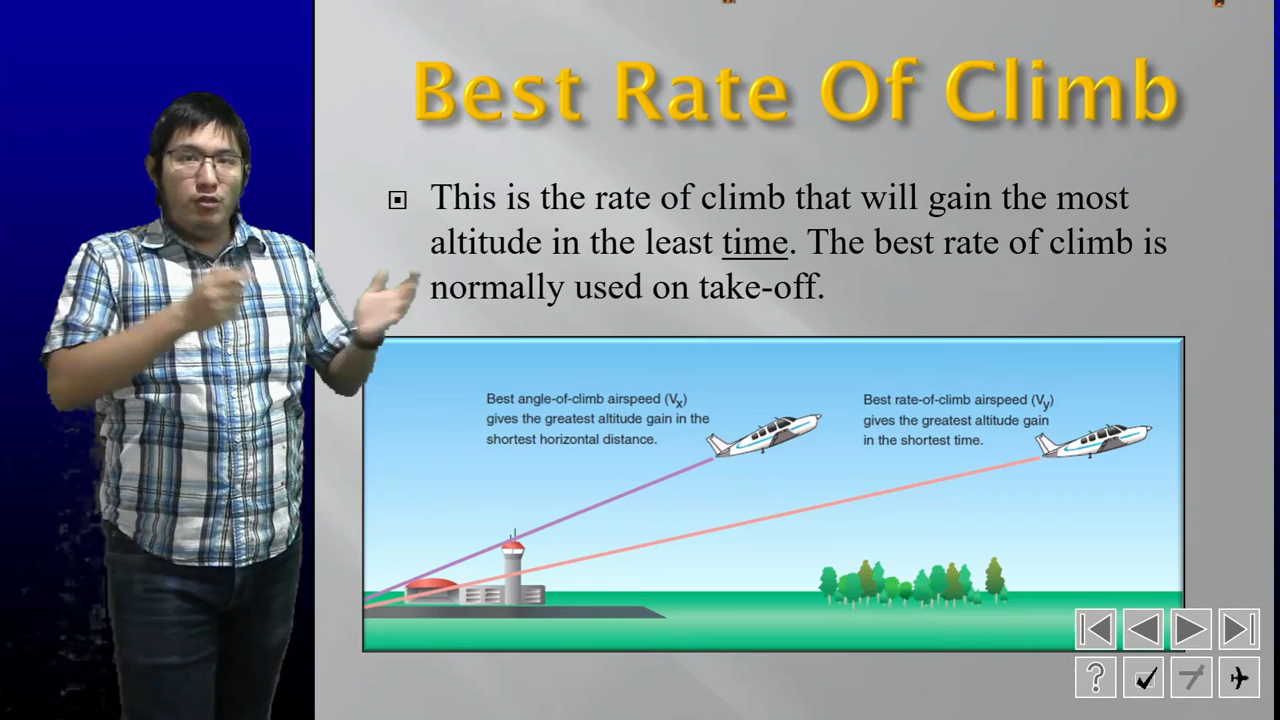 Best Rate Of Climb
This is the rate of climb that will gain the most
altitude in the least time. The best rate of climb is
normally used on take-off.
Best angle-of-climb airspeed (Vx)
gives the greatest altitude gain in the
shortest horizontal distance.
Best rate-of-climb airspeed (Vy)
gives the greatest altitude gain
in the shortest time.
?